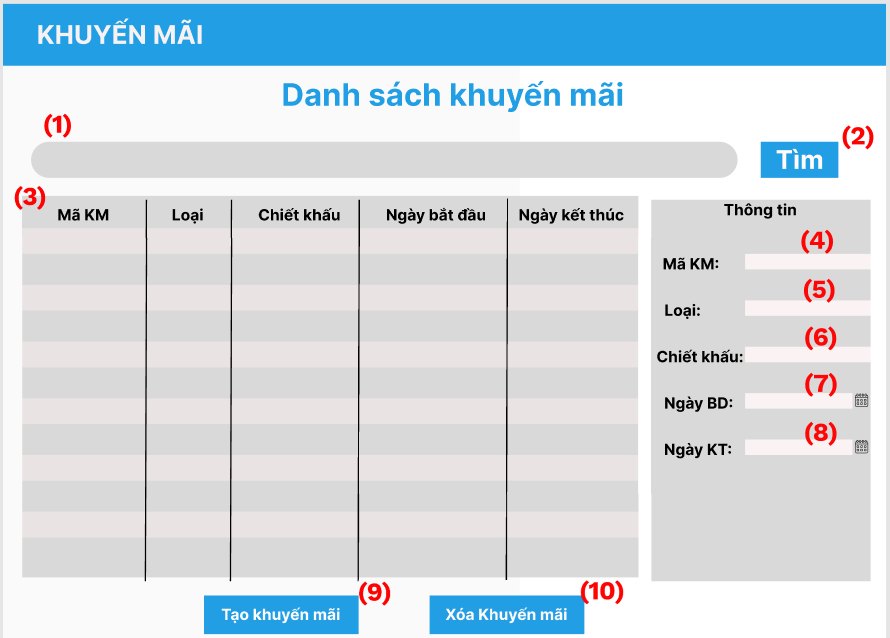 KHUYẾN MÃI
Danh sách khuyến mãi
(1)
(2)
Tìm
(3)
Mã KM Loại Chiết khấu Ngày bắt đầu Ngày kết thúc
Thông tin
(4)
Mã KM:
(5)
Loại:
(6)
Chiết khấu:
(7)
Ngày BD:
(8)
Ngày KT:
(9)
Tạo khuyến mãi
(10)
Xóa Khuyến mãi